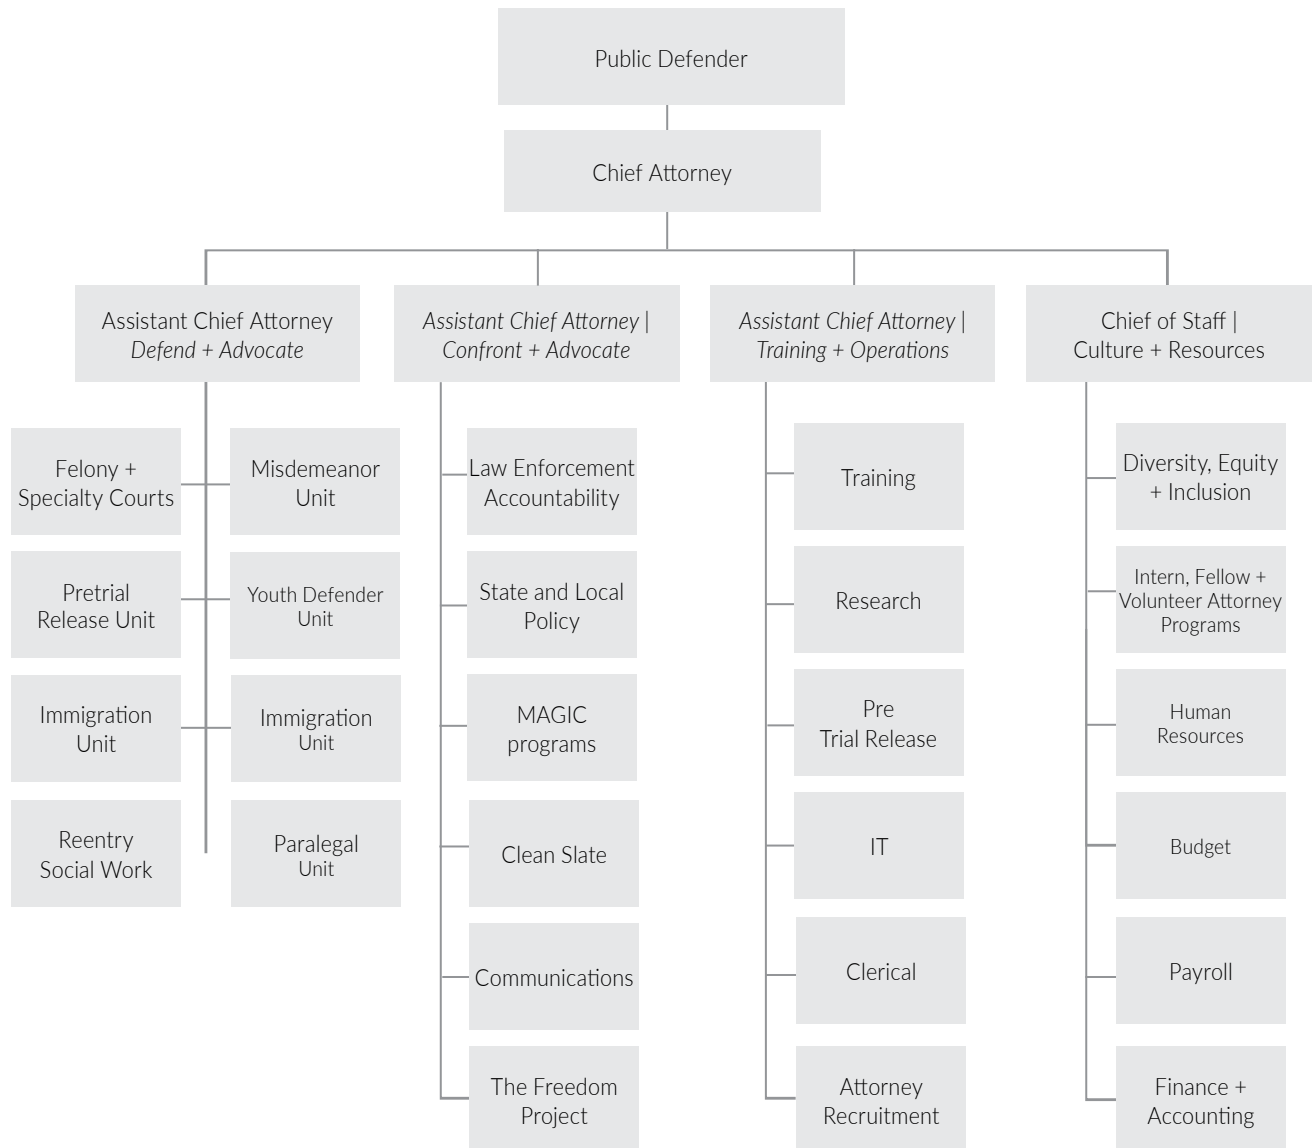 Public Defender
Chief Attorney
Assistant Chief Attorney
Defend + Advocate
Assistant Chief Attorney |
Confront + Advocate
Assistant Chief Attorney |
Training + Operations
Chief of Staff |
Culture + Resources
Felony +
Specialty Courts
Misdemeanor
Unit
Pretrial
Release Unit
Youth Defender
Unit
Immigration
Unit
Immigration
Unit
Reentry
Social Work
Paralegal
Unit
Law Enforcement
Accountability
State and Local
Policy
MAGIC
programs
Clean Slate
Communications
The Freedom
Project
Training
Research
Pre
Trial Release
IT
Clerical
Attorney
Recruitment
Diversity, Equity
+ Inclusion
Intern, Fellow +
Volunteer Attorney
Programs
Human
Resources
Budget
Payroll
Finance +
Accounting